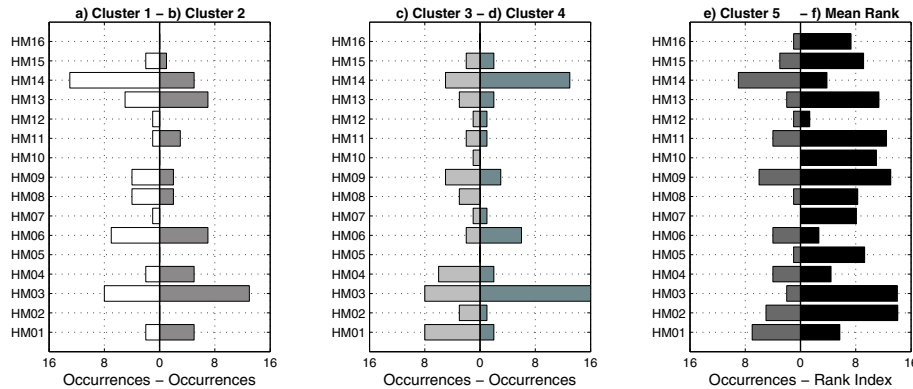 a) Cluster 1 – b) Cluster 2
HM16
HM15
HM14
HM13
HM12
HM11
HM10
HM09
HM08
HM07
HM06
HM05
HM04
HM03
HM02
HM01
16 8 0 8 16
Occurrences – Occurrences
c) Cluster 3 – d) Cluster 4
HM16
HM15
HM14
HM13
HM12
HM11
HM10
HM09
HM08
HM07
HM06
HM05
HM04
HM03
HM02
HM01
16 8 0 8 16
Occurrences – Occurrences
e) Cluster 5 – f) Mean Rank
HM16
HM15
HM14
HM13
HM12
HM11
HM10
HM09
HM08
HM07
HM06
HM05
HM04
HM03
HM02
HM01
16 8 0 8 16
Occurrences – Rank Index